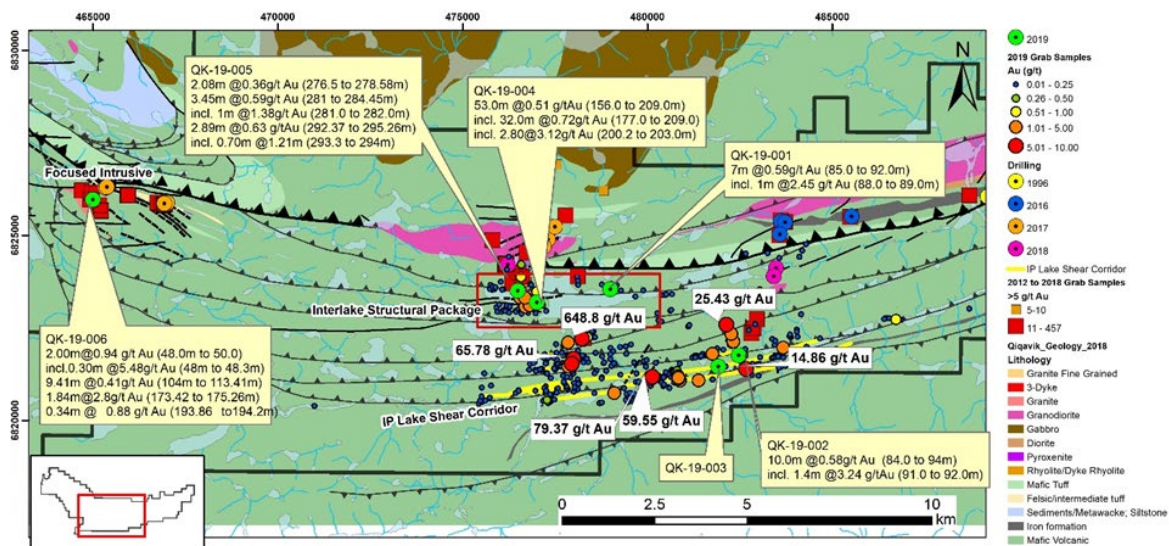 465000
470000
475000
480000
485000
6830000
6825000
6820000
N
QK-19-005
2.08m @0.36g/t Au (276.5 to 278.58m)
3.45m @0.59g/t Au (281 to 284.45m)
incl. 1m @1.38g/t Au (281.0 to 282.0m)
2.89m @0.63 g/tAu (292.37 to 295.26m)
incl. 0.70m @1.21m (293.3 to 294m)
QK-19-004
53.0m @0.51 g/tAu (156.0 to 209.0m)
incl. 32.0m @0.72g/t Au (177.0 to 209.0)
incl. 2.80@3.12g/t Au (200.2 to 203.0m)
QK-19-001
7m @0.59g/t Au (85.0 to 92.0m)
incl. 1m @2.45 g/t Au (88.0 to 89.0m)
Focused Intrusive
Interlake Structural Package
648.8 g/t Au
25.43 g/t Au
65.78 g/t Au
14.86 g/t Au
QK-19-006
2.00m@0.94 g/t Au (48.0m to 50.0)
incl.0.30m @5.48g/t Au (48m to 48.3m)
9.41m @0.41g/t Au (104m to 113.41m)
1.84m@2.8g/t Au (173.42 to 175.26m)
0.34m @ 0.88 g/t Au (193.86 to194.2m)
IP Lake Shear Corridor
79.37 g/t Au
59.55 g/t Au
QK-19-003
QK-19-002
10.0m @0.58g/t Au (84.0 to 94m)
incl. 1.4m @3.24 g/tAu (91.0 to 92.0m)
0
2.5
5
10
km
2019
2019 Grab Samples
Au (g/t)
0.01 - 0.25
0.26 - 0.50
0.51 - 1.00
1.01 - 5.00
5.01 - 10.00
Drilling
1996
2016
2017
2018
IP Lake Shear Corridor
2012 to 2018 Grab Samples
>5 g/t Au
5-10
11 - 457
Qiqavik_Geology_2018
Lithology
Granite Fine Grained
3-Dyke
Granite
Granodiorite
Gabbro
Diorite
Pyroxenite
Rhyolite/Dyke Rhyolite
Mafic Tuff
Felsic/intermediate tuff
Sediments/Metawacke; Siltstone
Iron formation
Mafic Volcanic